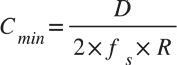 C_min = D / (2 × f_s × R)